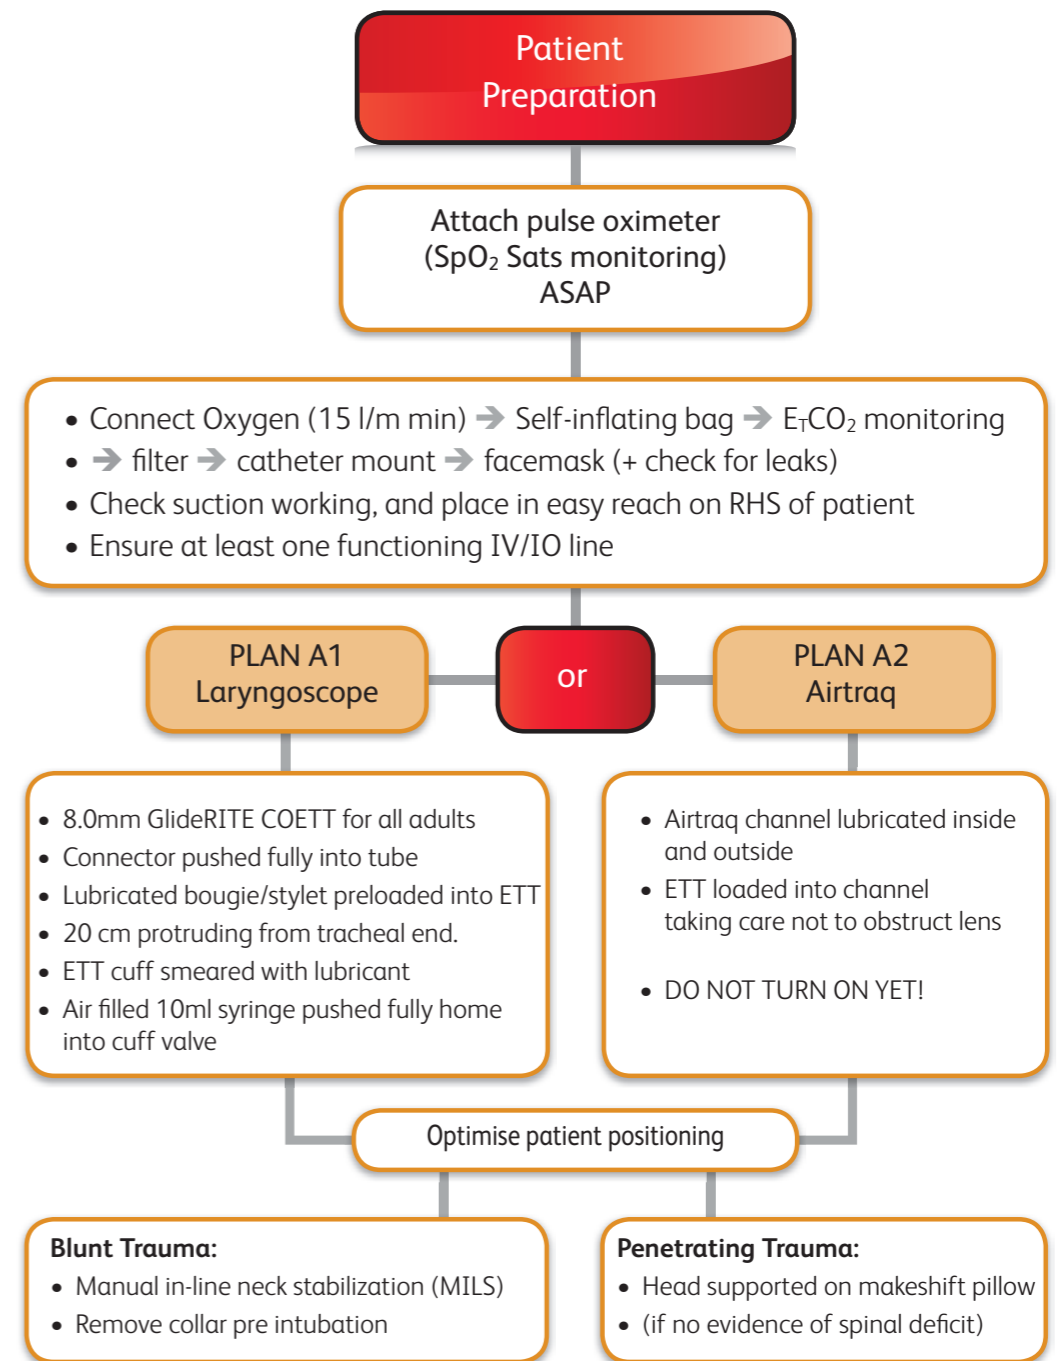 Patient
Preparation
Attach pulse oximeter
(SpO₂ Sats monitoring)
ASAP
• Connect Oxygen (15 l/m min) ➔ Self-inflating bag ➔ EᴛCO₂ monitoring
• ➔ filter ➔ catheter mount ➔ facemask (+ check for leaks)
• Check suction working, and place in easy reach on RHS of patient
• Ensure at least one functioning IV/IO line
PLAN A1
Laryngoscope
or
PLAN A2
Airtraq
• 8.0mm GlideRITE COETT for all adults
• Connector pushed fully into tube
• Lubricated bougie/stylet preloaded into ETT
• 20 cm protruding from tracheal end.
• ETT cuff smeared with lubricant
• Air filled 10ml syringe pushed fully home
into cuff valve
• Airtraq channel lubricated inside
and outside
• ETT loaded into channel
taking care not to obstruct lens
• DO NOT TURN ON YET!
Optimise patient positioning
Blunt Trauma:
• Manual in-line neck stabilization (MILS)
• Remove collar pre intubation
Penetrating Trauma:
• Head supported on makeshift pillow
• (if no evidence of spinal deficit)